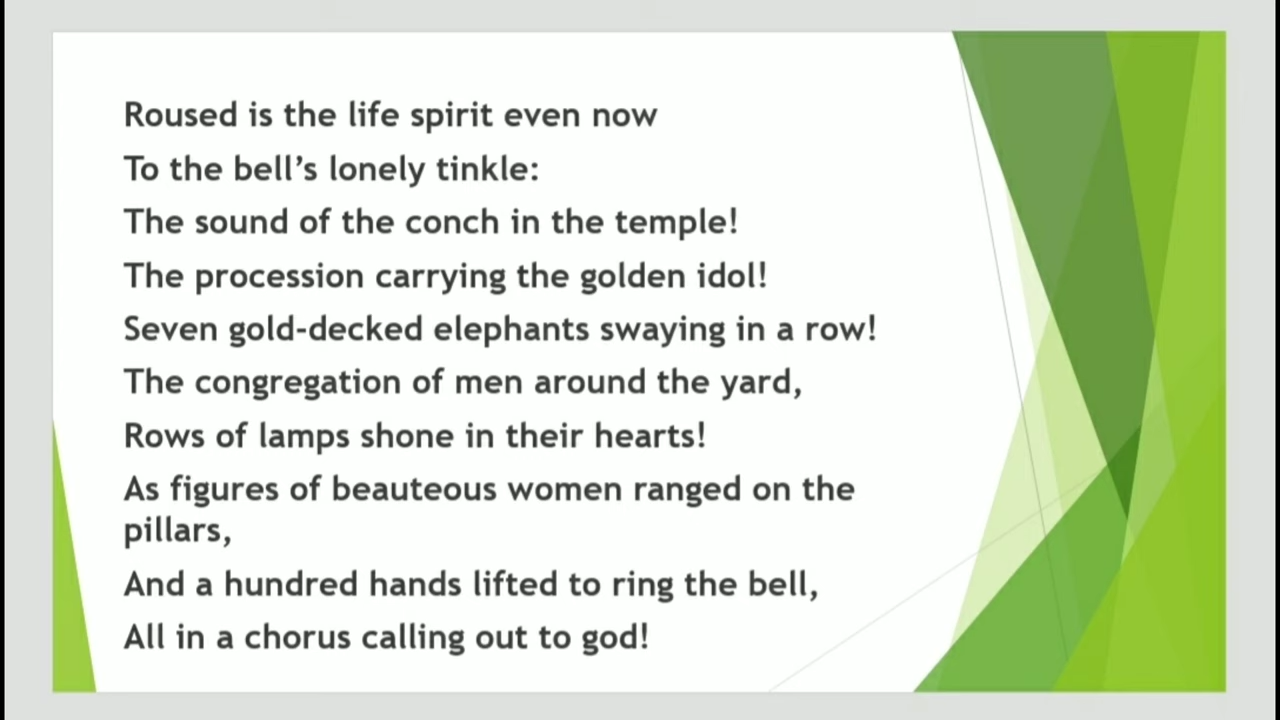 Roused is the life spirit even now
To the bell’s lonely tinkle:
The sound of the conch in the temple!
The procession carrying the golden idol!
Seven gold-decked elephants swaying in a row!
The congregation of men around the yard,
Rows of lamps shone in their hearts!
As figures of beauteous women ranged on the
pillars,
And a hundred hands lifted to ring the bell,
All in a chorus calling out to god!